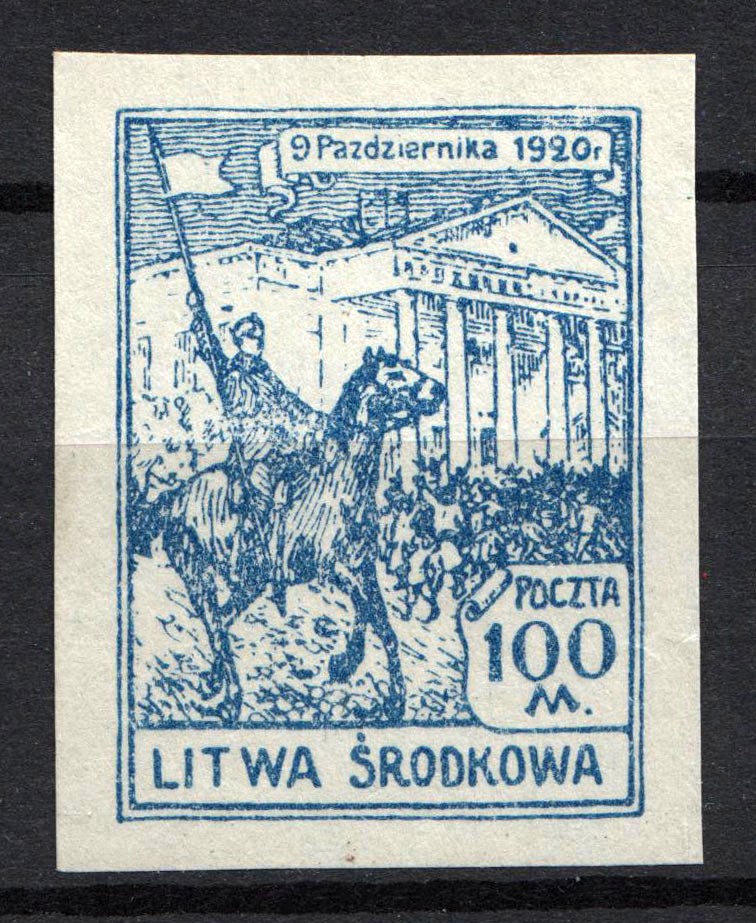 9 Pazdziernika 1920r
POCZTA
100
M.
LITWA ŚRODKOWA